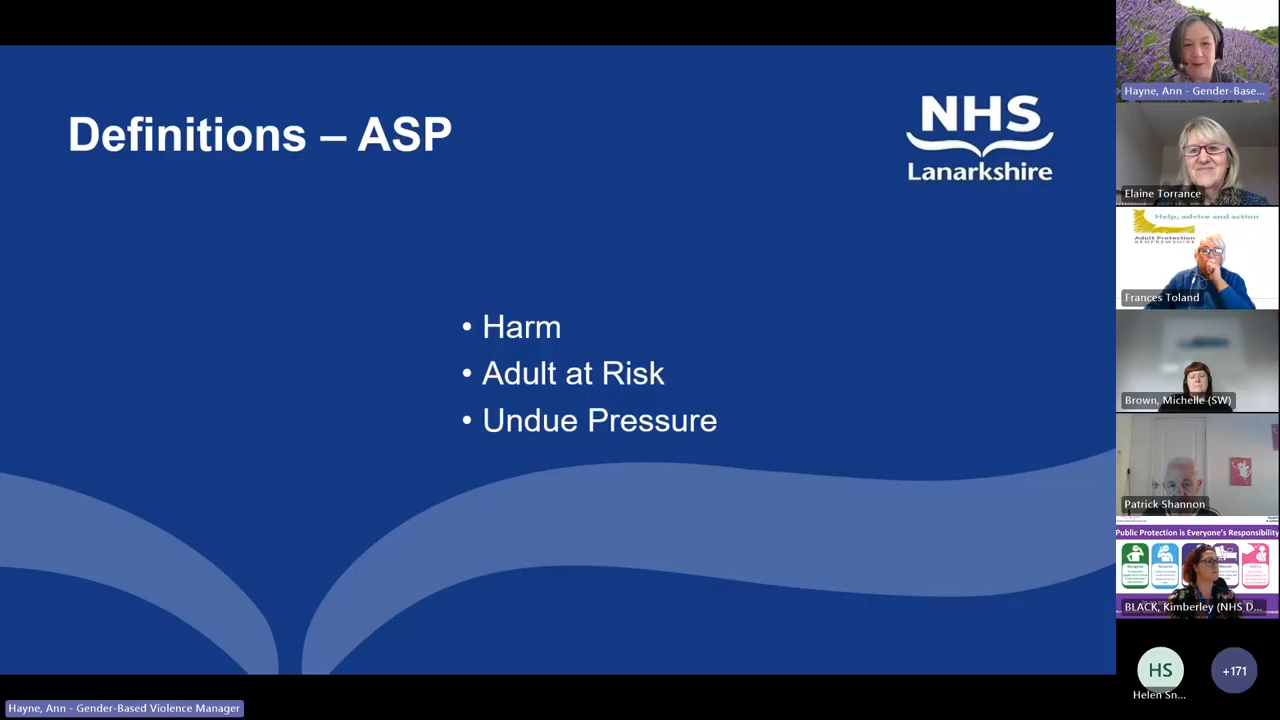 Definitions – ASP
NHS
Lanarkshire
• Harm
• Adult at Risk
• Undue Pressure
Hayne, Ann - Gender-Based Violence Manager
Hayne, Ann - Gender-Base...
Elaine Torrance
Help, advice and action
Adult Protection
RENFREWSHIRE
Frances Toland
Brown, Michelle (SW)
Patrick Shannon
Public Protection is Everyone's Responsibility
BLACK, Kimberley (NHS D...
HS
Helen Sn...
+171